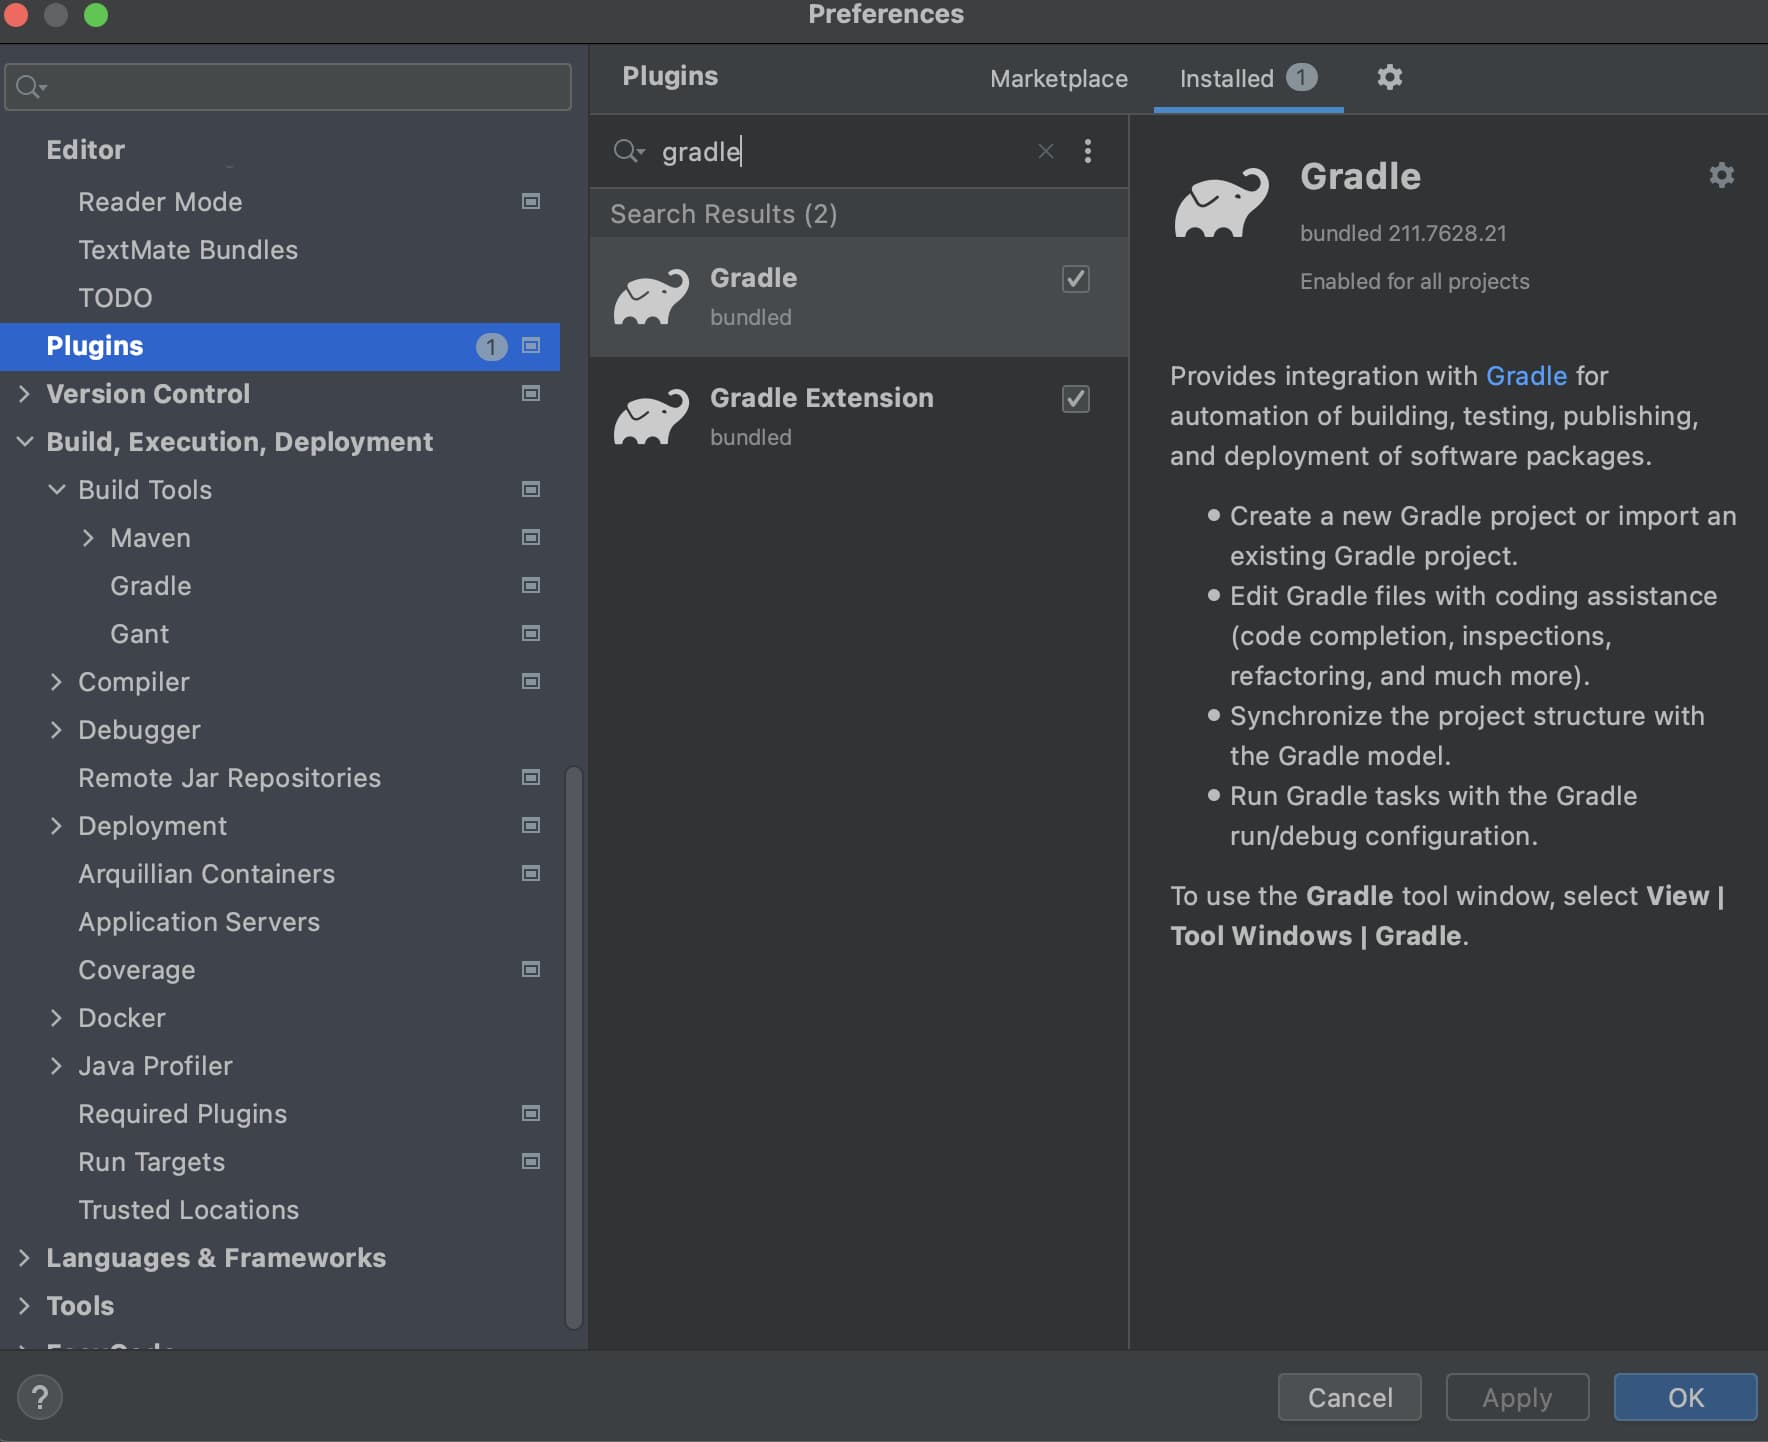 Preferences
Editor
Reader Mode
TextMate Bundles
TODO
Plugins 1
Version Control
Build, Execution, Deployment
Build Tools
Maven
Gradle
Gant
Compiler
Debugger
Remote Jar Repositories
Deployment
Arquillian Containers
Application Servers
Coverage
Docker
Java Profiler
Required Plugins
Run Targets
Trusted Locations
Languages & Frameworks
Tools
Plugins Marketplace Installed 1
gradle
Search Results (2)
Gradle
bundled
Gradle Extension
bundled
Gradle
bundled 211.7628.21
Enabled for all projects
Provides integration with Gradle for
automation of building, testing, publishing,
and deployment of software packages.
• Create a new Gradle project or import an
existing Gradle project.
• Edit Gradle files with coding assistance
(code completion, inspections,
refactoring, and much more).
• Synchronize the project structure with
the Gradle model.
• Run Gradle tasks with the Gradle
run/debug configuration.
To use the Gradle tool window, select View |
Tool Windows | Gradle.
?
Cancel
Apply
OK